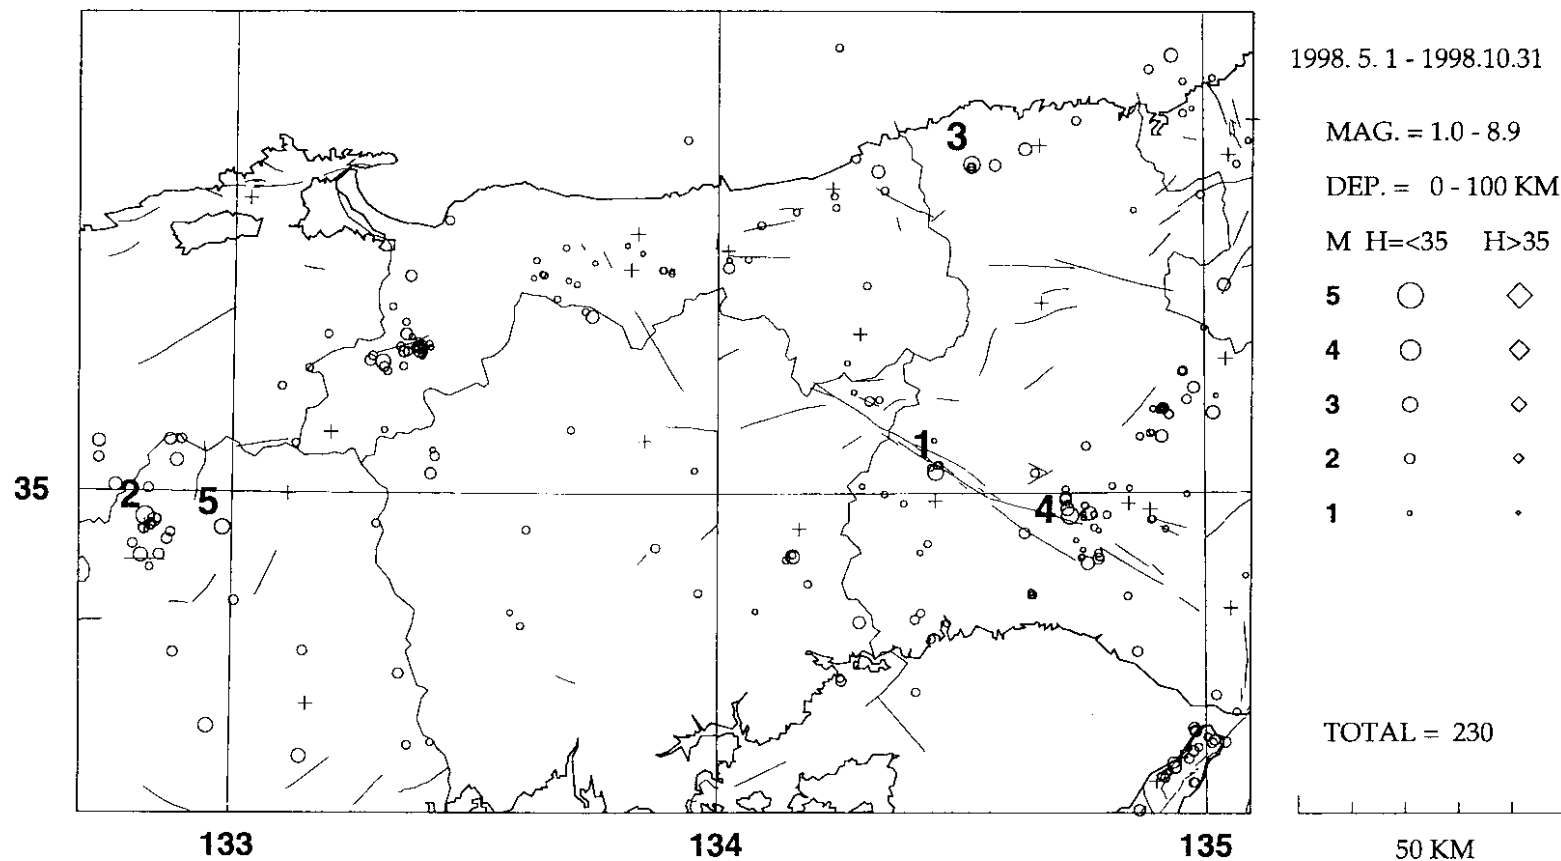 1998. 5. 1 - 1998.10.31
MAG. = 1.0 - 8.9
DEP. = 0 - 100 KM
M H=<35 H>35
5
4
3
2
1
TOTAL = 230
50 KM
3
1
2
5
4
35
133
134
135